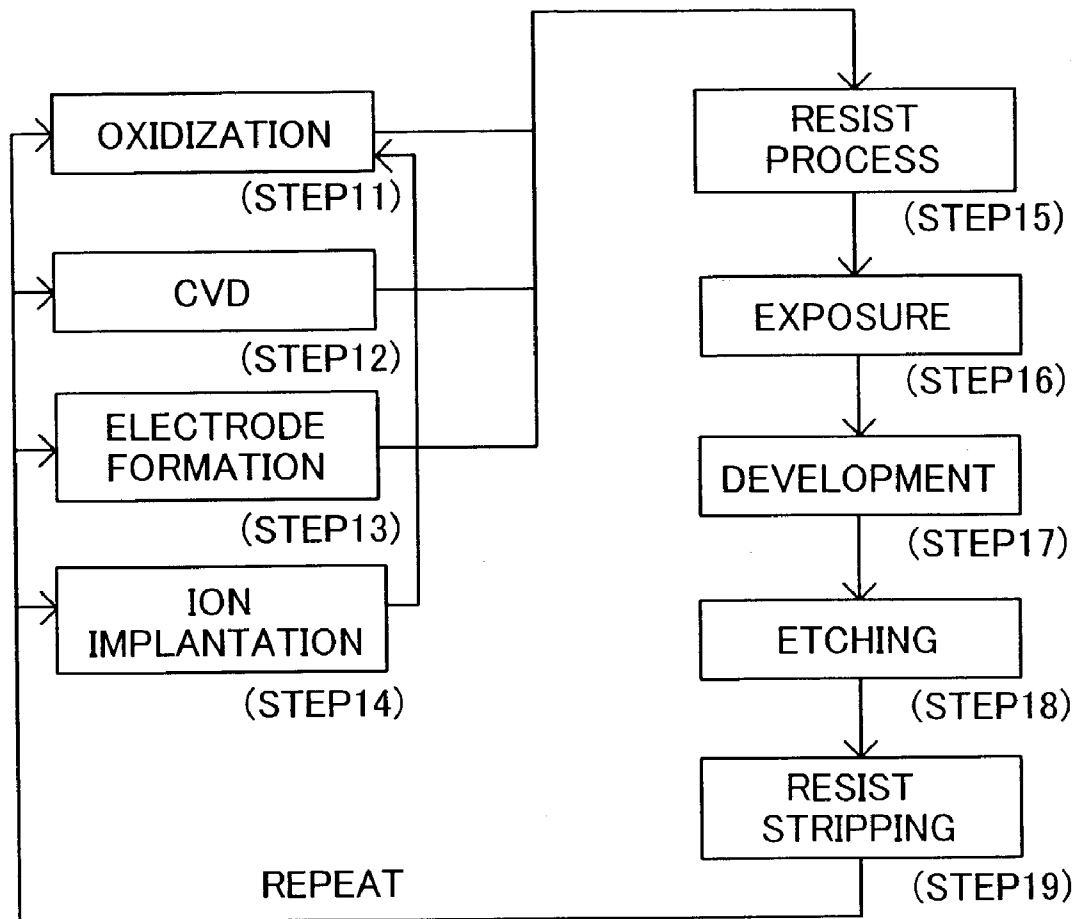 OXIDIZATION
(STEP11)
CVD
(STEP12)
ELECTRODE
FORMATION
(STEP13)
ION
IMPLANTATION
(STEP14)
RESIST
PROCESS
(STEP15)
EXPOSURE
(STEP16)
DEVELOPMENT
(STEP17)
ETCHING
(STEP18)
RESIST
STRIPPING
(STEP19)
REPEAT